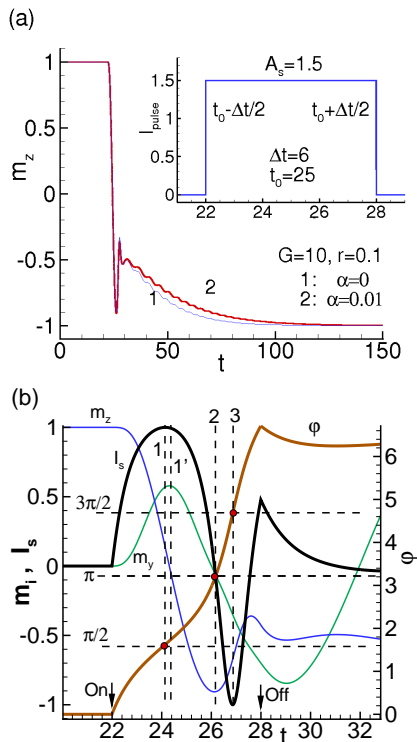 (a)
A_s=1.5
1
1.5
t_0-Δt/2
t_0+Δt/2
0.5
1
I_pulse
m_z
0.5
Δt=6
t_0=25
0
0
22
24
26
28
-0.5
G=10, r=0.1
1
2
1: α=0
2: α=0.01
-1
0
50
100
150
t
(b)
m_z
2
3
φ
1
I_s
1
1'
6
0.5
3π/2
5
4
m_i , I_s
0
m_y
π
3
φ
-0.5
π/2
2
1
-1
On
Off
0
22
24
26
28
30
32
t